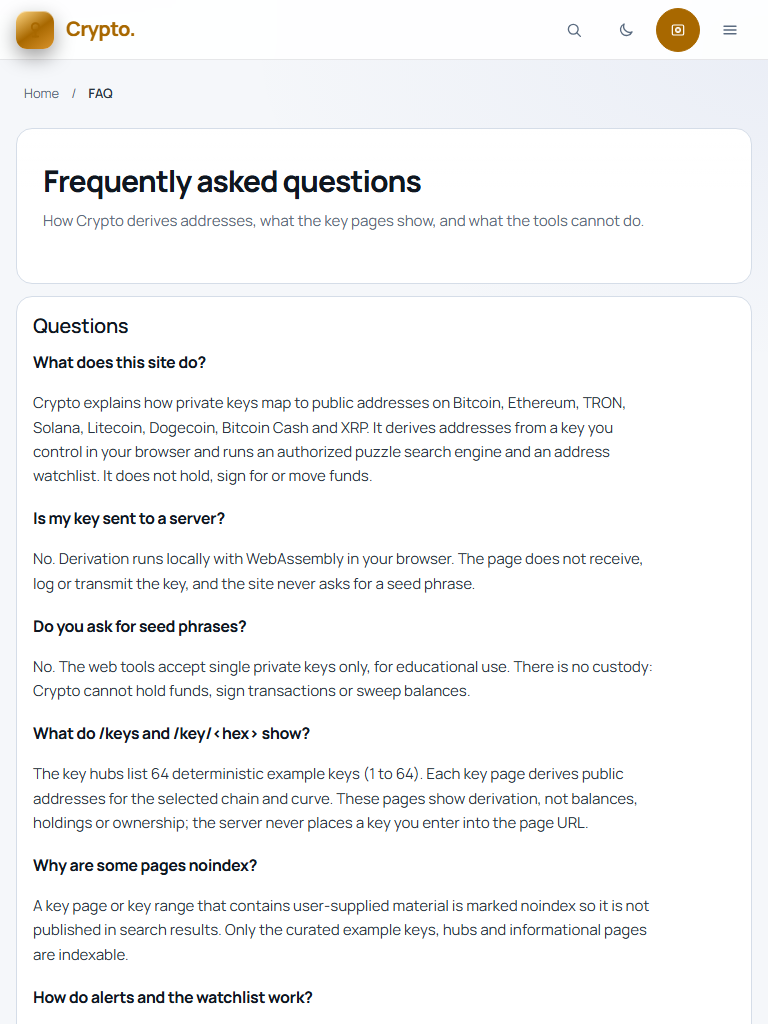 Crypto.
Home / FAQ
Frequently asked questions
How Crypto derives addresses, what the key pages show, and what the tools cannot do.
Questions
What does this site do?
Crypto explains how private keys map to public addresses on Bitcoin, Ethereum, TRON,
Solana, Litecoin, Dogecoin, Bitcoin Cash and XRP. It derives addresses from a key you
control in your browser and runs an authorized puzzle search engine and an address
watchlist. It does not hold, sign for or move funds.
Is my key sent to a server?
No. Derivation runs locally with WebAssembly in your browser. The page does not receive,
log or transmit the key, and the site never asks for a seed phrase.
Do you ask for seed phrases?
No. The web tools accept single private keys only, for educational use. There is no custody:
Crypto cannot hold funds, sign transactions or sweep balances.
What do /keys and /key/<hex> show?
The key hubs list 64 deterministic example keys (1 to 64). Each key page derives public
addresses for the selected chain and curve. These pages show derivation, not balances,
holdings or ownership; the server never places a key you enter into the page URL.
Why are some pages noindex?
A key page or key range that contains user-supplied material is marked noindex so it is not
published in search results. Only the curated example keys, hubs and informational pages
are indexable.
How do alerts and the watchlist work?